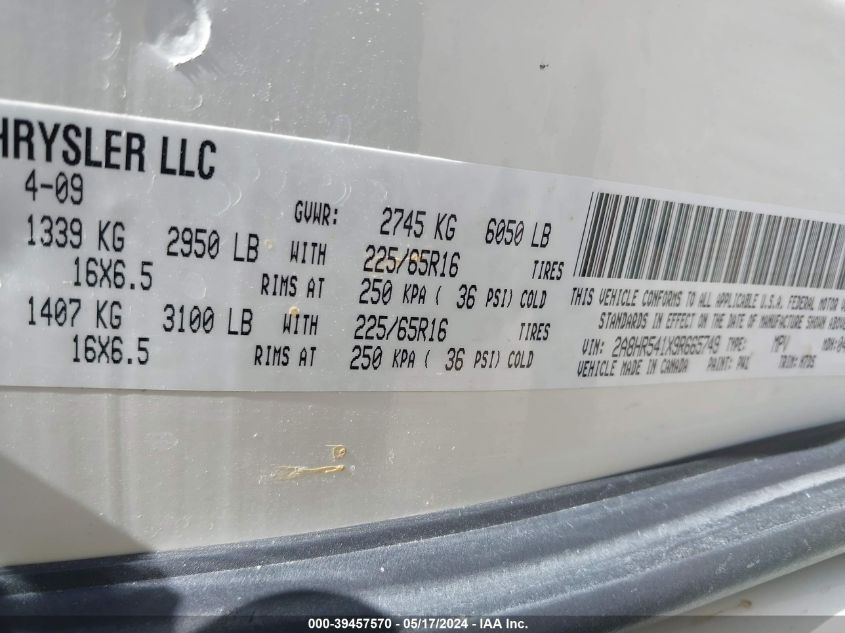 HRYSLER LLC
4-09 GVWR: 2745 KG 6050 LB
1339 KG 2950 LB WITH 225/65R16 TIRES
16X6.5 RIMS AT 250 KPA ( 36 PSI) COLD
1407 KG 3100 LB WITH 225/65R16 TIRES
16X6.5 RIMS AT 250 KPA ( 36 PSI) COLD
THIS VEHICLE CONFORMS TO ALL APPLICABLE U.S.A. FEDERAL MOTOR
STANDARDS IN EFFECT ON THE DATE OF MANUFACTURE SHOWN ABOVE
VIN: 2A8HR541X9R665749 TYPE: MPV
VEHICLE MADE IN CANADA PAINT: TRIM:
000-39457570 - 05/17/2024 - IAA Inc.